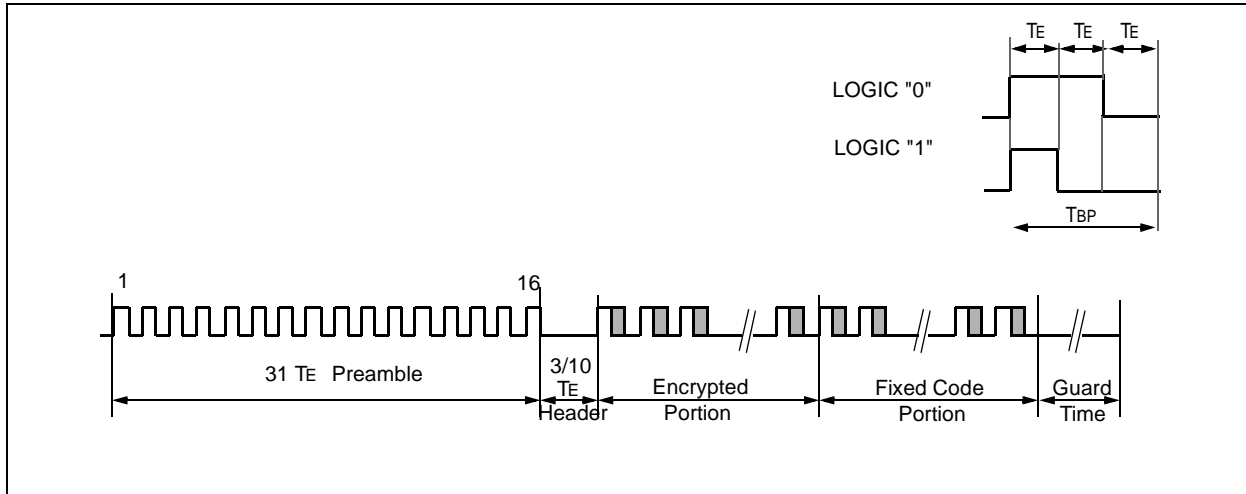 TE TE TE
LOGIC "0"
LOGIC "1"
TBP
1
16
31 TE Preamble
3/10
TE
Header
Encrypted
Portion
Fixed Code
Portion
Guard
Time